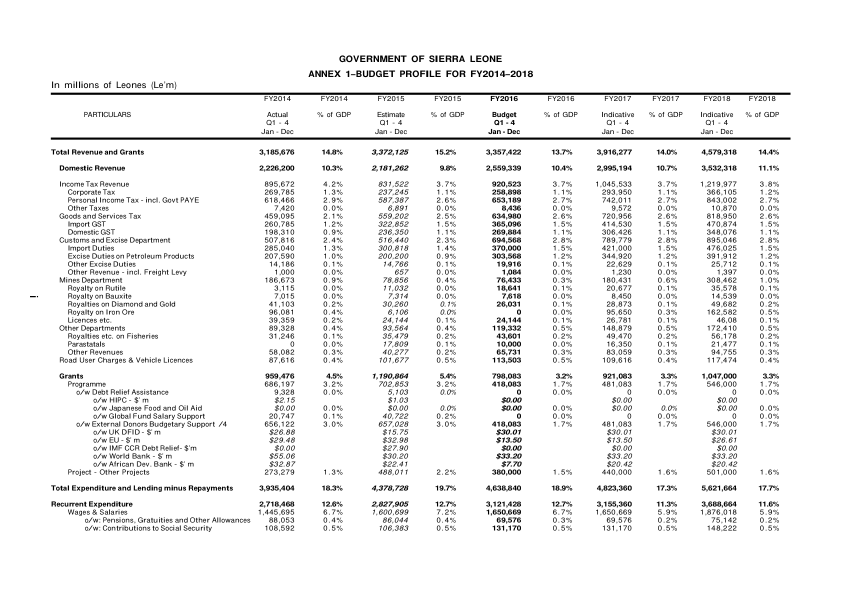 GOVERNMENT OF SIERRA LEONE
ANNEX 1-BUDGET PROFILE FOR FY2014-2018
In millions of Leones (Le'm)
FY2014 FY2014 FY2015 FY2015 FY2016 FY2016 FY2017 FY2017 FY2018 FY2018
PARTICULARS Actual % of GDP Estimate % of GDP Budget % of GDP Indicative % of GDP Indicative % of GDP
Q1 - 4 Q1 - 4 Q1 - 4 Q1 - 4 Q1 - 4
Jan - Dec Jan - Dec Jan - Dec Jan - Dec Jan - Dec
Total Revenue and Grants 3,185,676 14.8% 3,372,125 15.2% 3,357,422 13.7% 3,916,277 14.0% 4,579,318 14.4%
Domestic Revenue 2,226,200 10.3% 2,181,262 9.8% 2,559,339 10.4% 2,995,194 10.7% 3,532,318 11.1%
Income Tax Revenue 895,672 4.2% 831,522 3.7% 920,523 3.7% 1,045,533 3.7% 1,219,977 3.8%
Corporate Tax 269,785 1.3% 237,245 1.1% 258,898 1.1% 293,950 1.1% 366,105 1.2%
Personal Income Tax - incl. Govt PAYE 618,466 2.9% 587,387 2.6% 653,189 2.7% 742,011 2.7% 843,002 2.7%
Other Taxes 7,420 0.0% 6,891 0.0% 8,436 0.0% 9,572 0.0% 10,870 0.0%
Goods and Services Tax 459,095 2.1% 559,202 2.5% 634,980 2.6% 720,956 2.6% 818,950 2.6%
Import GST 260,785 1.2% 322,852 1.5% 365,096 1.5% 414,530 1.5% 470,874 1.5%
Domestic GST 198,310 0.9% 236,350 1.1% 269,884 1.1% 306,426 1.1% 348,076 1.1%
Customs and Excise Department 507,816 2.4% 516,440 2.3% 694,568 2.8% 789,779 2.8% 895,046 2.8%
Import Duties 285,040 1.3% 300,818 1.4% 370,000 1.5% 421,000 1.5% 476,025 1.5%
Excise Duties on Petroleum Products 207,590 1.0% 200,200 0.9% 303,568 1.2% 344,920 1.2% 391,912 1.2%
Other Excise Duties 14,186 0.1% 14,766 0.1% 19,916 0.1% 22,629 0.1% 25,712 0.1%
Other Revenue - incl. Freight Levy 1,000 0.0% 657 0.0% 1,084 0.0% 1,230 0.0% 1,397 0.0%
Mines Department 186,673 0.9% 78,856 0.4% 76,433 0.3% 180,431 0.6% 308,462 1.0%
Royalty on Rutile 3,115 0.0% 11,032 0.0% 18,641 0.1% 20,677 0.1% 35,578 0.1%
Royalty on Bauxite 7,015 0.0% 7,314 0.0% 7,618 0.0% 8,450 0.0% 14,539 0.0%
Royalties on Diamond and Gold 41,103 0.2% 30,260 0.1% 26,031 0.1% 28,873 0.1% 49,682 0.2%
Royalty on Iron Ore 96,081 0.4% 6,106 0.0% 0 0.0% 95,650 0.3% 162,582 0.5%
Licences etc. 39,359 0.2% 24,144 0.1% 24,144 0.1% 26,781 0.1% 46,08 0.1%
Other Departments 89,328 0.4% 93,564 0.4% 119,332 0.5% 148,879 0.5% 172,410 0.5%
Royalties etc. on Fisheries 31,246 0.1% 35,479 0.2% 43,601 0.2% 49,470 0.2% 56,178 0.2%
Parastatals 0 0.0% 17,809 0.1% 10,000 0.0% 16,350 0.1% 21,477 0.1%
Other Revenues 58,082 0.3% 40,277 0.2% 65,731 0.3% 83,059 0.3% 94,755 0.3%
Road User Charges & Vehicle Licences 87,616 0.4% 101,677 0.5% 113,503 0.5% 109,616 0.4% 117,474 0.4%
Grants 959,476 4.5% 1,190,864 5.4% 798,083 3.2% 921,083 3.3% 1,047,000 3.3%
Programme 686,197 3.2% 702,853 3.2% 418,083 1.7% 481,083 1.7% 546,000 1.7%
o/w Debt Relief Assistance 9,328 0.0% 5,103 0.0% 0 0 0.0% 0 0.0%
o/w HIPC - $' m $2.15 $1.03 $0.00 $0.00 $0.00
o/w Japanese Food and Oil Aid $0.00 0.0% $0.00 0.0% $0.00 0.0% $0.00 0.0% $0.00 0.0%
o/w Global Fund Salary Support 20,747 0.1% 40,722 0.2% 0 0.0% 0 0.0% 0 0.0%
o/w External Donors Budgetary Support /4 656,122 3.0% 657,028 3.0% 418,083 1.7% 481,083 1.7% 546,000 1.7%
o/w UK DFID - $' m $26.88 $15.75 $30.01 $30.01 $30.01
o/w EU - $' m $29.48 $32.98 $13.50 $13.50 $26.61
o/w IMF CCR Debt Relief- $'m $0.00 $27.90 $0.00 $0.00 $0.00
o/w World Bank - $' m $55.06 $30.20 $33.20 $33.20 $33.20
o/w African Dev. Bank - $' m $32.87 $22.41 $7.70 $20.42 $20.42
Project - Other Projects 273,279 1.3% 488,011 2.2% 380,000 1.5% 440,000 1.6% 501,000 1.6%
Total Expenditure and Lending minus Repayments 3,935,404 18.3% 4,378,728 19.7% 4,638,840 18.9% 4,823,360 17.3% 5,621,664 17.7%
Recurrent Expenditure 2,718,468 12.6% 2,827,905 12.7% 3,121,428 12.7% 3,155,360 11.3% 3,688,664 11.6%
Wages & Salaries 1,445,695 6.7% 1,600,699 7.2% 1,650,669 6.7% 1,650,669 5.9% 1,876,018 5.9%
o/w: Pensions, Gratuities and Other Allowances 88,053 0.4% 86,044 0.4% 69,576 0.3% 69,576 0.2% 75,142 0.2%
o/w: Contributions to Social Security 108,592 0.5% 106,383 0.5% 131,170 0.5% 131,170 0.5% 148,222 0.5%